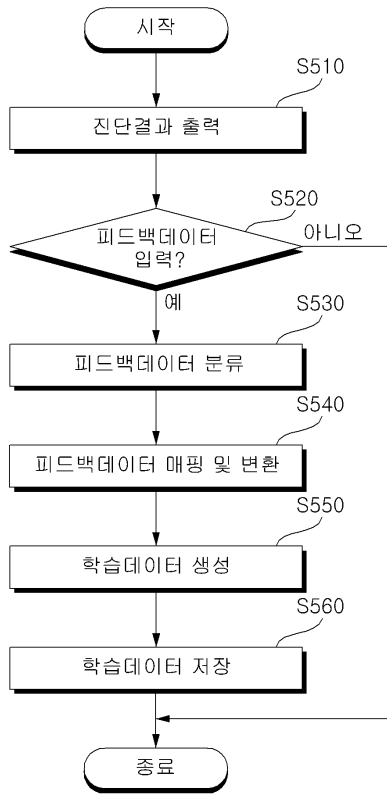 시작
S510
진단결과 출력
S520
피드백데이터
입력?
아니오
예
S530
피드백데이터 분류
S540
피드백데이터 매핑 및 변환
S550
학습데이터 생성
S560
학습데이터 저장
종료